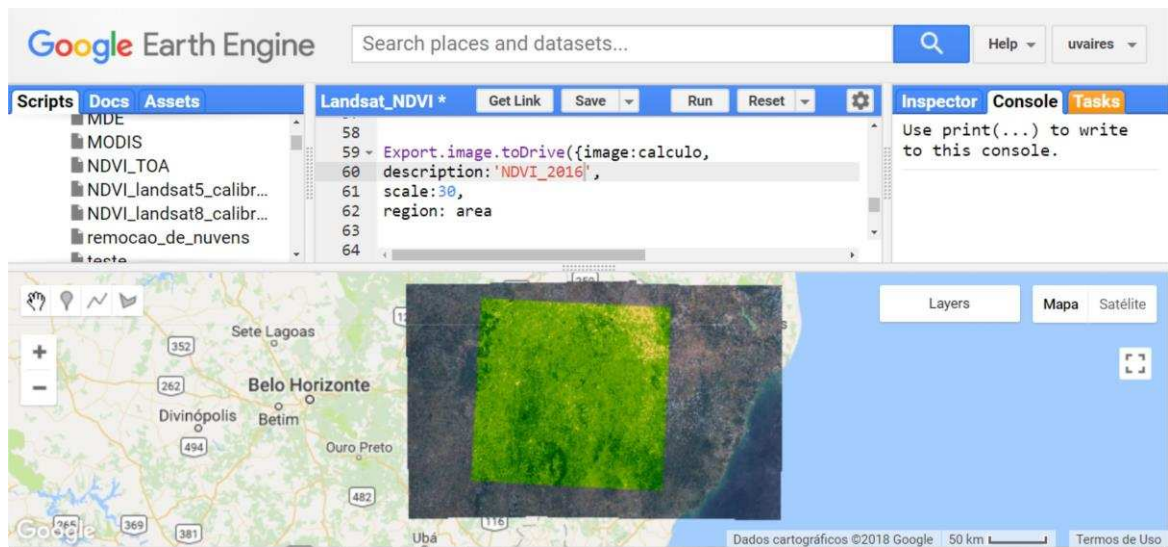 Google Earth Engine
Search places and datasets...
Help
uvaires
Scripts Docs Assets
MDE
MODIS
NDVI_TOA
NDVI_landsat5_calibr...
NDVI_landsat8_calibr...
remocao_de_nuvens
teste
Landsat_NDVI *
Get Link
Save
Run
Reset
58
59 Export.image.toDrive({image:calculo,
60 description:'NDVI_2016',
61 scale:30,
62 region: area
63
64
Inspector Console Tasks
Use print(...) to write
to this console.
Layers
Mapa Satélite
+
−
Sete Lagoas
352
262
Belo Horizonte
Divinópolis
Betim
494
Ouro Preto
482
116
Ubá
265
369
381
Google
Dados cartográficos ©2018 Google
50 km
Termos de Uso